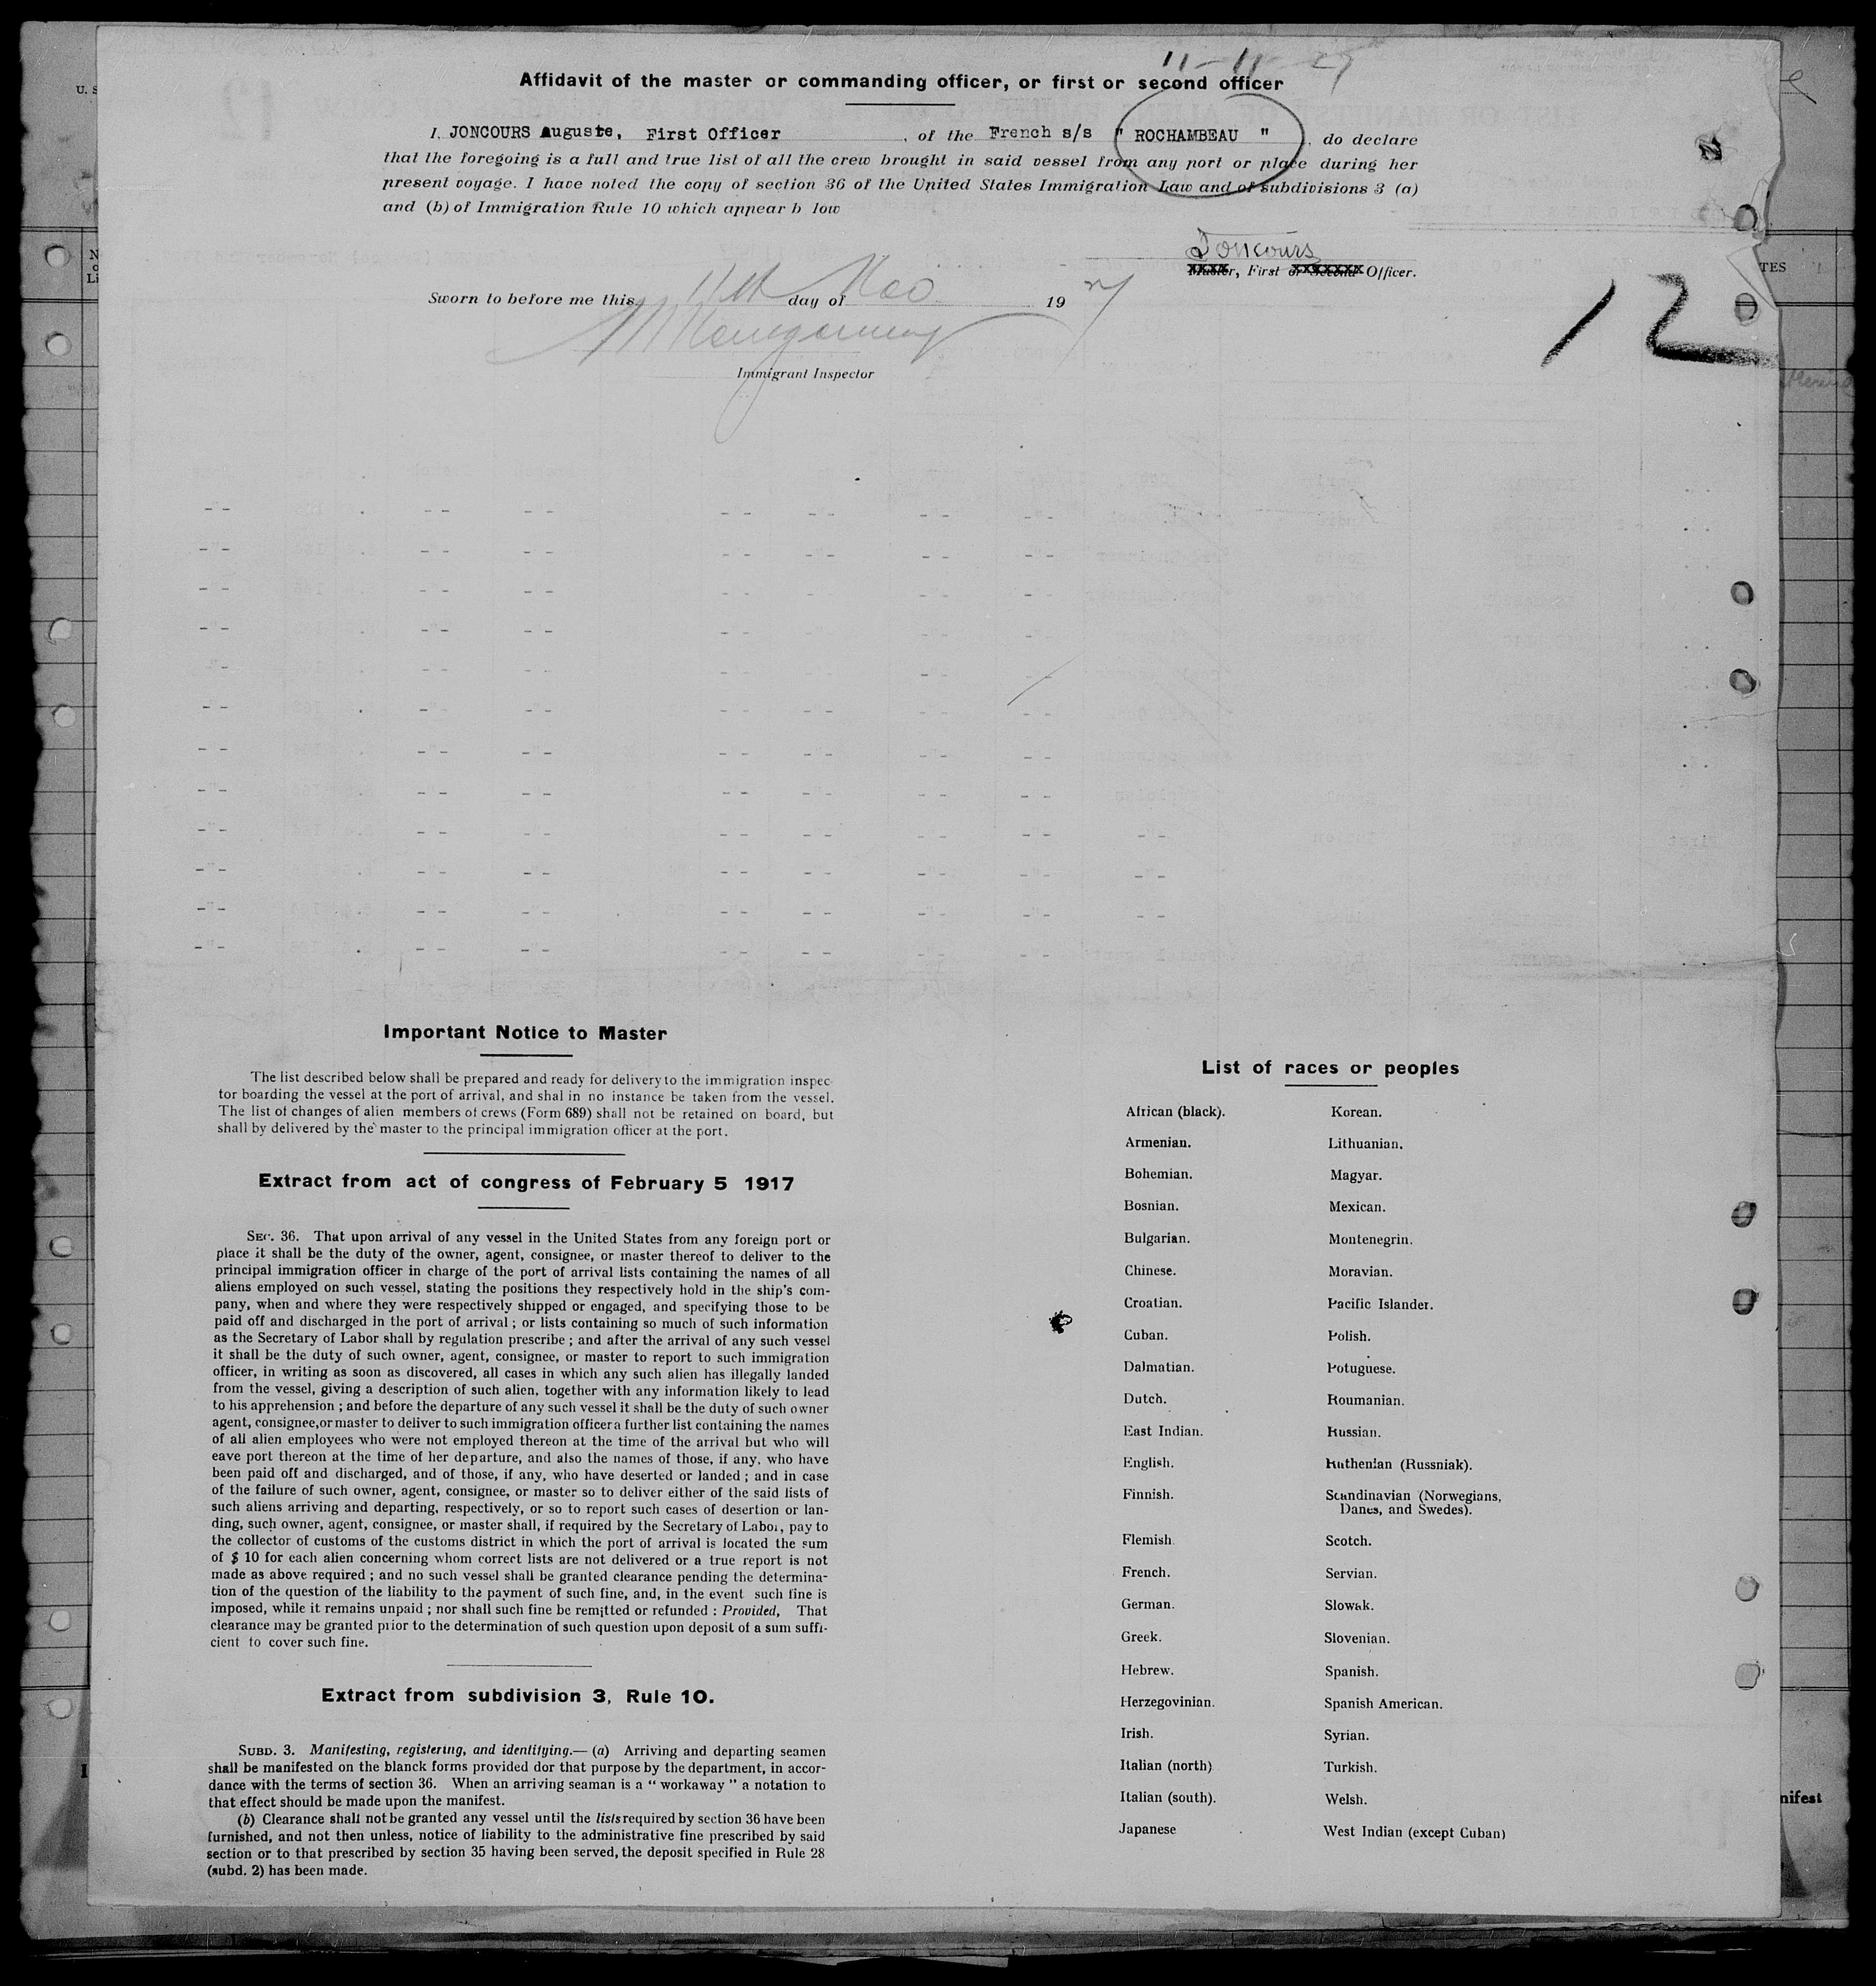 11-11-27
Affidavit of the master or commanding officer, or first or second officer
I, JONCOURS Auguste, First Officer , of the French s/s " ROCHAMBEAU " , do declare
that the foregoing is a full and true list of all the crew brought in said vessel from any port or place during her
present voyage. I have noted the copy of section 36 of the United States Immigration Law and of subdivisions 3 (a)
and (b) of Immigration Rule 10 which appear b low
Joncours
Master, First or Second Officer.
Sworn to before me this 11th day of Nov 1927
Immigrant Inspector
12
Important Notice to Master
The list described below shall be prepared and ready for delivery to the immigration inspec-
tor boarding the vessel at the port of arrival, and shal in no instance be taken from the vessel.
The list of changes of alien members of crews (Form 689) shall not be retained on board, but
shall by delivered by the master to the principal immigration officer at the port.
Extract from act of congress of February 5 1917
SEC. 36. That upon arrival of any vessel in the United States from any foreign port or
place it shall be the duty of the owner, agent, consignee, or master thereof to deliver to the
principal immigration officer in charge of the port of arrival lists containing the names of all
aliens employed on such vessel, stating the positions they respectively hold in the ship's com-
pany, when and where they were respectively shipped or engaged, and specifying those to be
paid off and discharged in the port of arrival ; or lists containing so much of such information
as the Secretary of Labor shall by regulation prescribe ; and after the arrival of any such vessel
it shall be the duty of such owner, agent, consignee, or master to report to such immigration
officer, in writing as soon as discovered, all cases in which any such alien has illegally landed
from the vessel, giving a description of such alien, together with any information likely to lead
to his apprehension ; and before the departure of any such vessel it shall be the duty of such owner
agent, consignee, or master to deliver to such immigration officer a further list containing the names
of all alien employees who were not employed thereon at the time of the arrival but who will
eave port thereon at the time of her departure, and also the names of those, if any, who have
been paid off and discharged, and of those, if any, who have deserted or landed ; and in case
of the failure of such owner, agent, consignee, or master so to deliver either of the said lists of
such aliens arriving and departing, respectively, or so to report such cases of desertion or lan-
ding, such owner, agent, consignee, or master shall, if required by the Secretary of Labor, pay to
the collector of customs of the customs district in which the port of arrival is located the sum
of $ 10 for each alien concerning whom correct lists are not delivered or a true report is not
made as above required ; and no such vessel shall be granted clearance pending the determina-
tion of the question of the liability to the payment of such fine, and, in the event such fine is
imposed, while it remains unpaid ; nor shall such fine be remitted or refunded : Provided, That
clearance may be granted prior to the determination of such question upon deposit of a sum suffi-
cient to cover such fine.
Extract from subdivision 3, Rule 10.
SUBD. 3. Manifesting, registering, and identifying.— (a) Arriving and departing seamen
shall be manifested on the blanck forms provided dor that purpose by the department, in accor-
dance with the terms of section 36. When an arriving seaman is a " workaway " a notation to
that effect should be made upon the manifest.
(b) Clearance shall not be granted any vessel until the lists required by section 36 have been
furnished, and not then unless, notice of liability to the administrative fine prescribed by said
section or to that prescribed by section 35 having been served, the deposit specified in Rule 28
(subd. 2) has been made.
List of races or peoples
African (black). Korean.
Armenian. Lithuanian.
Bohemian. Magyar.
Bosnian. Mexican.
Bulgarian. Montenegrin.
Chinese. Moravian.
Croatian. Pacific Islander.
Cuban. Polish.
Dalmatian. Potuguese.
Dutch. Roumanian.
East Indian. Russian.
English. Ruthenian (Russniak).
Finnish. Scandinavian (Norwegians,
Danes, and Swedes).
Flemish Scotch.
French. Servian.
German. Slowak.
Greek. Slovenian.
Hebrew. Spanish.
Herzegovinian. Spanish American.
Irish. Syrian.
Italian (north) Turkish.
Italian (south). Welsh.
Japanese West Indian (except Cuban)